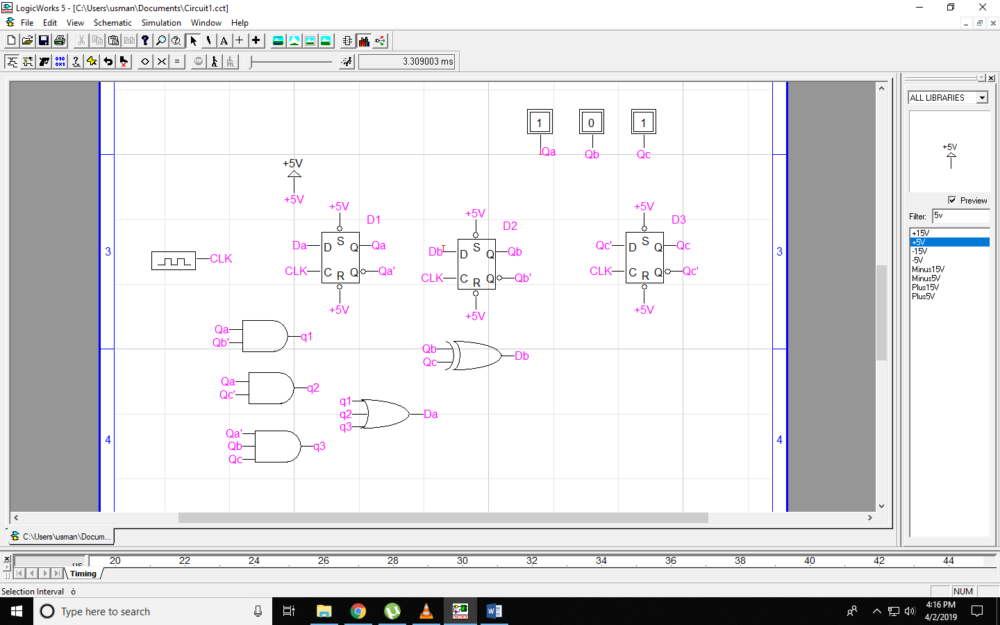 LogicWorks 5 - [C:\Users\usman\Documents\Circuit1.cct]
File Edit View Schematic Simulation Window Help
3.309003 ms
ALL LIBRARIES
+5V
Preview
Filter: 5v
+15V
+5V
-15V
-5V
Minus15V
Minus5V
Plus15V
Plus5V
1 0 1
Qa Qb Qc
+5V
+5V
+5V
D1
Da
D S Q
Qa
CLK
C R Q
Qa'
+5V
+5V
D2
Db
D S Q
Qb
CLK
C R Q
Qb'
+5V
+5V
D3
Qc'
D S Q
Qc
CLK
C R Q
Qc'
+5V
3
CLK
3
Qa
Qb'
q1
Qb
Qc
Db
Qa
Qc'
q2
q1
q2
q3
Da
4
Qa'
Qb
Qc
q3
4
C:\Users\usman\Docum...
us 20 22 24 26 28 30 32 34 36 38 40 42 44
Timing
Selection Interval ò
NUM
Type here to search
4:16 PM
4/2/2019